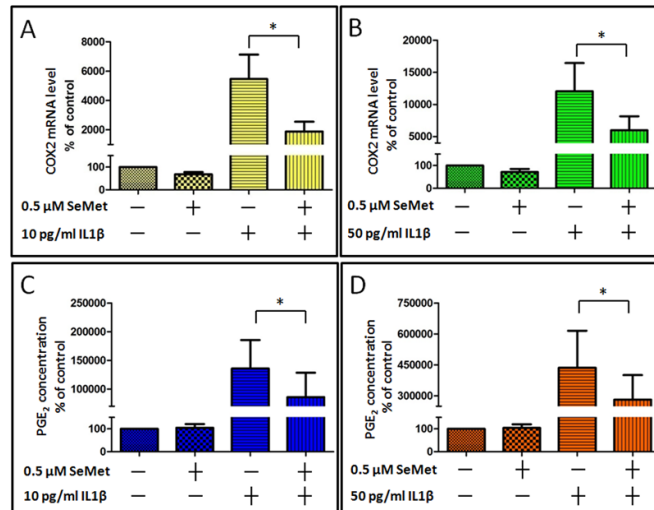 A
COX2 mRNA level
% of control
8000
6000
4000
2000
100
0
*
0.5 µM SeMet − + − +
10 pg/ml IL1β − − + +
B
COX2 mRNA level
% of control
20000
15000
10000
5000
100
0
*
0.5 µM SeMet − + − +
50 pg/ml IL1β − − + +
C
PGE₂ concentration
% of control
250000
200000
150000
100000
100
0
*
0.5 µM SeMet − + − +
10 pg/ml IL1β − − + +
D
PGE₂ concentration
% of control
750000
600000
450000
300000
100
0
*
0.5 µM SeMet − + − +
50 pg/ml IL1β − − + +